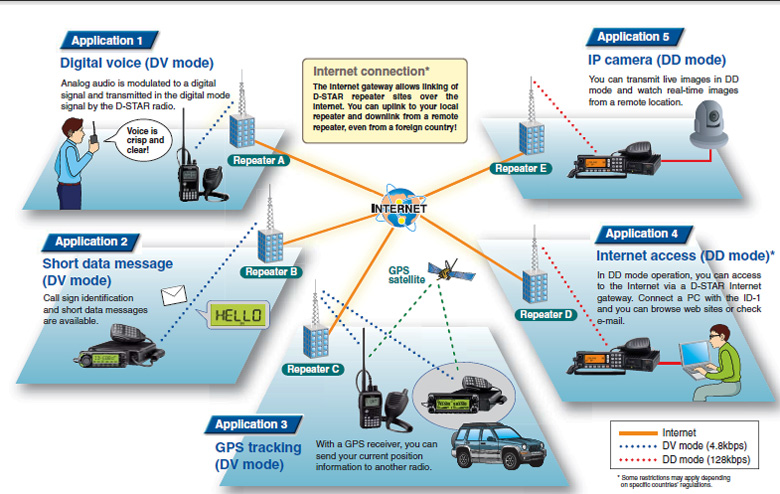 Application 1
Digital voice (DV mode)
Analog audio is modulated to a digital
signal and transmitted in the digital mode
signal by the D-STAR radio.
Voice is
crisp and
clear!
Repeater A
Internet connection*
The Internet gateway allows linking of
D-STAR repeater sites over the
Internet. You can uplink to your local
repeater and downlink from a remote
repeater, even from a foreign country!
Application 5
IP camera (DD mode)
You can transmit live images in DD
mode and watch real-time images
from a remote location.
Repeater E
INTERNET
Application 2
Short data message
(DV mode)
Call sign identification
and short data messages
are available.
HELLO
Repeater B
GPS
satellite
Application 4
Internet access (DD mode)*
In DD mode operation, you can access
to the Internet via a D-STAR Internet
gateway. Connect a PC with the ID-1
and you can browse web sites or check
e-mail.
Repeater D
Repeater C
Application 3
GPS tracking
(DV mode)
With a GPS receiver, you can
send your current position
information to another radio.
Internet
DV mode (4.8kbps)
DD mode (128kbps)
* Some restrictions may apply depending
on specific countries' regulations.